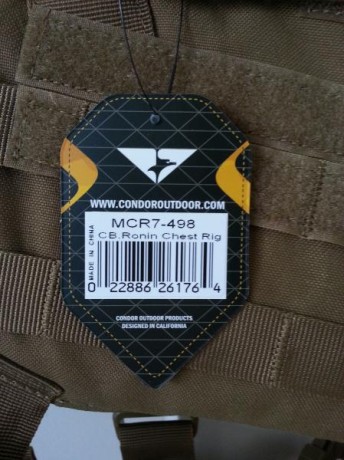 WWW.CONDOROUTDOOR.COM
MCR7-498
C.B.Ronin Chest Rig
MADE IN CHINA
0 22886 26176 4
CONDOR OUTDOOR PRODUCTS
DESIGNED IN CALIFORNIA